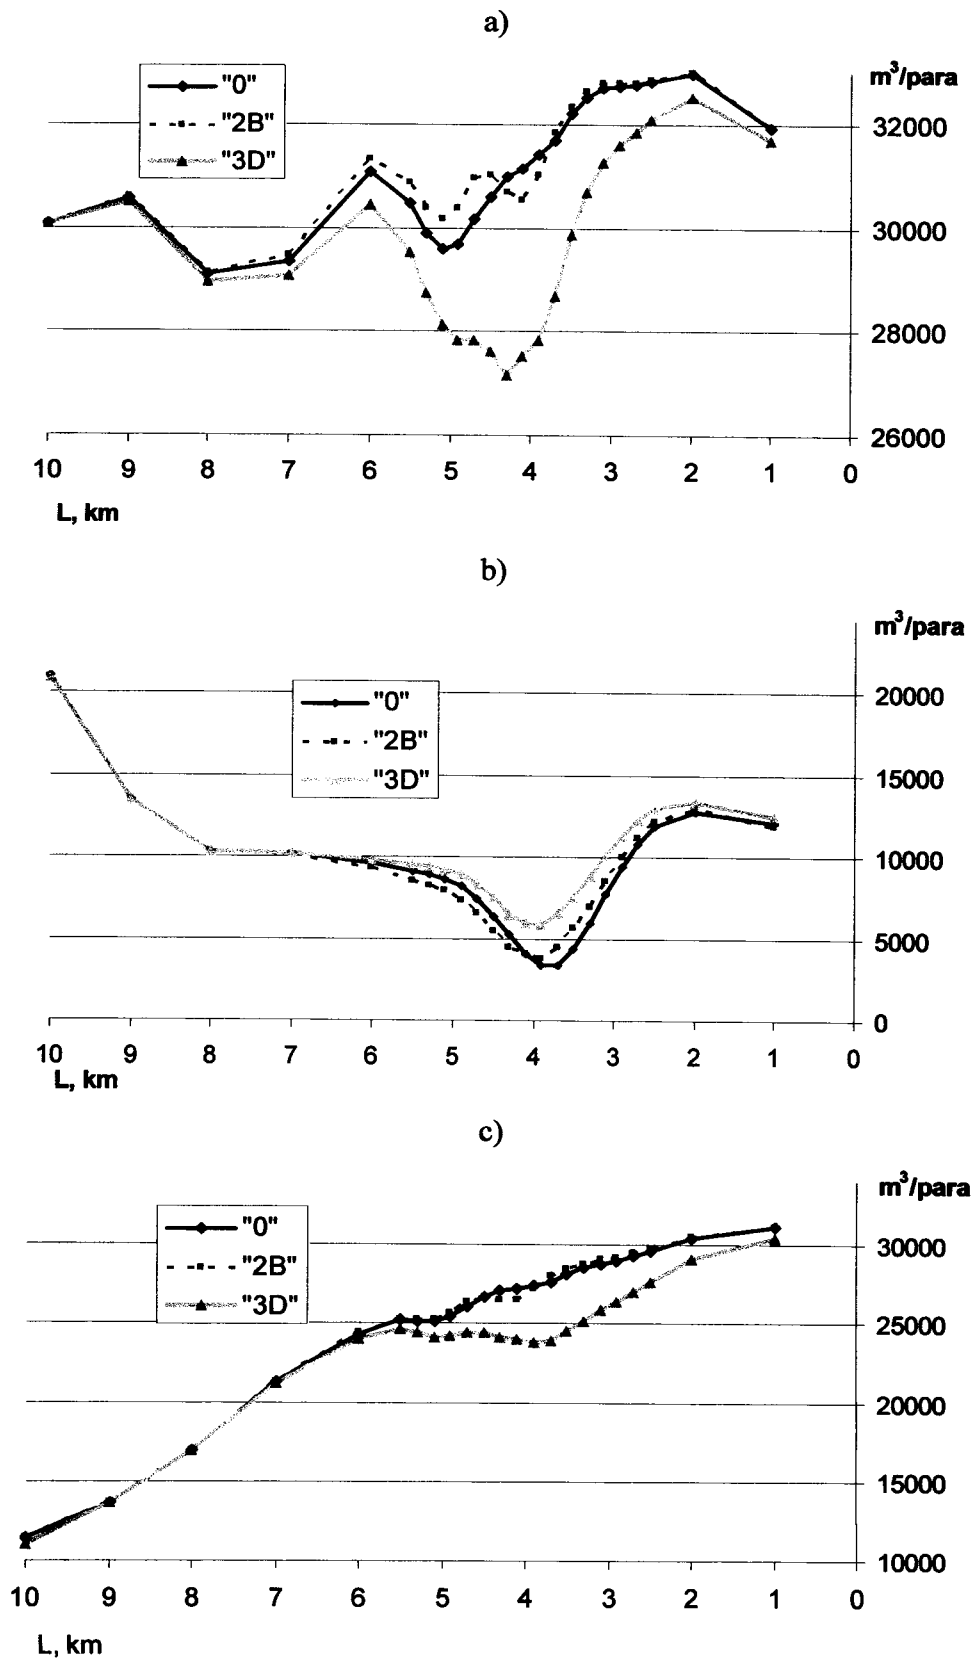 a)
"0"
"2B"
"3D"
m³/para
32000
30000
28000
26000
10 9 8 7 6 5 4 3 2 1 0
L, km
b)
m³/para
"0"
"2B"
"3D"
20000
15000
10000
5000
0
10 9 8 7 6 5 4 3 2 1 0
L, km
c)
m³/para
"0"
"2B"
"3D"
30000
25000
20000
15000
10000
10 9 8 7 6 5 4 3 2 1 0
L, km